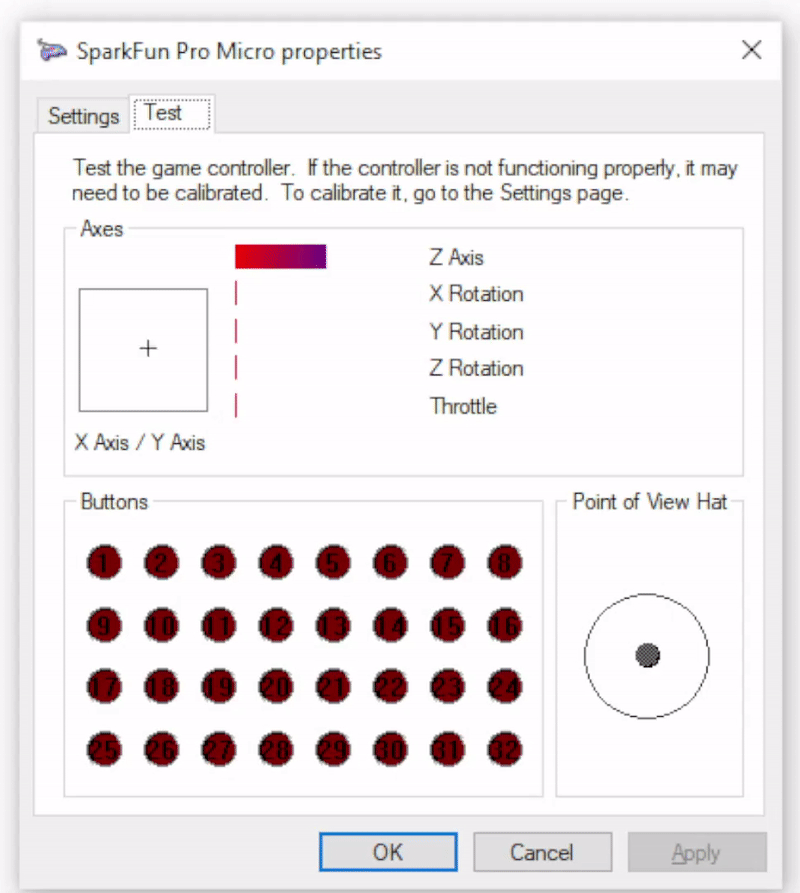 SparkFun Pro Micro properties
Settings
Test
Test the game controller. If the controller is not functioning properly, it may
need to be calibrated. To calibrate it, go to the Settings page.
Axes
Z Axis
X Rotation
Y Rotation
Z Rotation
Throttle
X Axis / Y Axis
Buttons
1 2 3 4 5 6 7 8
9 10 11 12 13 14 15 16
17 18 19 20 21 22 23 24
25 26 27 28 29 30 31 32
Point of View Hat
OK
Cancel
Apply